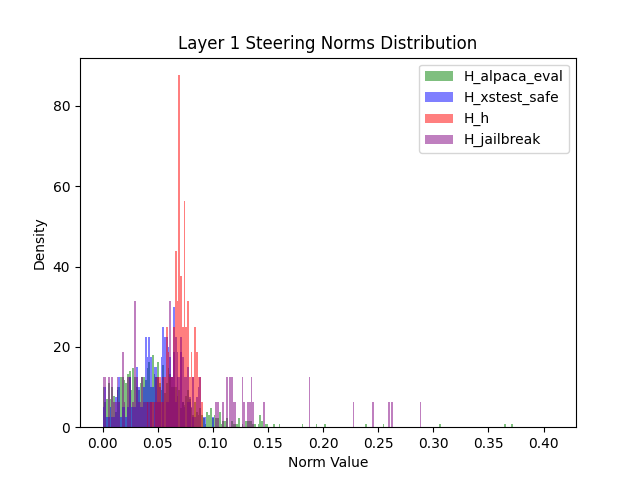 Layer 1 Steering Norms Distribution
H_alpaca_eval
H_xstest_safe
H_h
H_jailbreak
Density
80
60
40
20
0
0.00 0.05 0.10 0.15 0.20 0.25 0.30 0.35 0.40
Norm Value